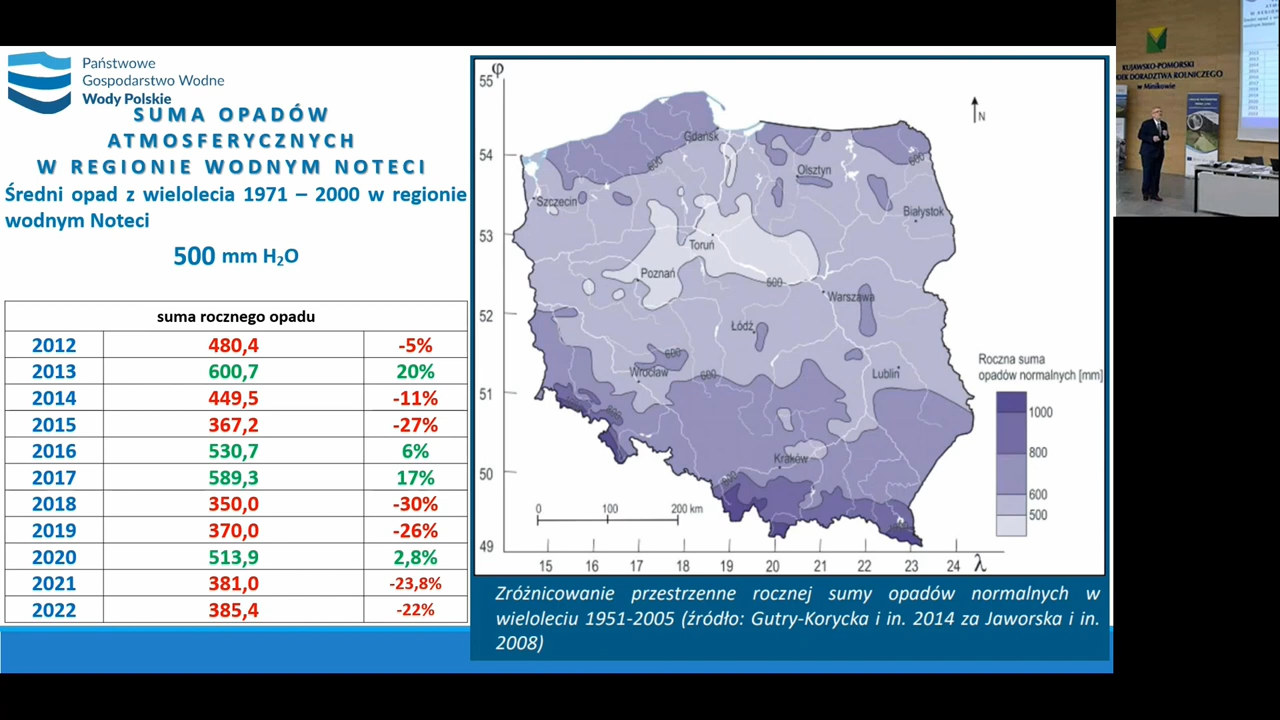 Państwowe
Gospodarstwo Wodne
Wody Polskie
SUMA OPADÓW
ATMOSFERYCZNYCH
W REGIONIE WODNYM NOTECI
Średni opad z wielolecia 1971 – 2000 w regionie
wodnym Noteci
500 mm H₂O
suma rocznego opadu
2012 480,4 -5%
2013 600,7 20%
2014 449,5 -11%
2015 367,2 -27%
2016 530,7 6%
2017 589,3 17%
2018 350,0 -30%
2019 370,0 -26%
2020 513,9 2,8%
2021 381,0 -23,8%
2022 385,4 -22%
φ
55
54
53
52
51
50
49
N
Gdańsk
600
600
Olsztyn
Szczecin
Białystok
Toruń
Poznań
500
Warszawa
Łódź
600
Wrocław
600
Lublin
Kraków
0 100 200 km
15 16 17 18 19 20 21 22 23 24 λ
Roczna suma
opadów normalnych [mm]
1000
800
600
500
Zróżnicowanie przestrzenne rocznej sumy opadów normalnych w
wieloleciu 1951-2005 (źródło: Gutry-Korycka i in. 2014 za Jaworska i in.
2008)
KUJAWSKO-POMORSKI
DORADZTWA ROLNICZEGO
w Minikowie